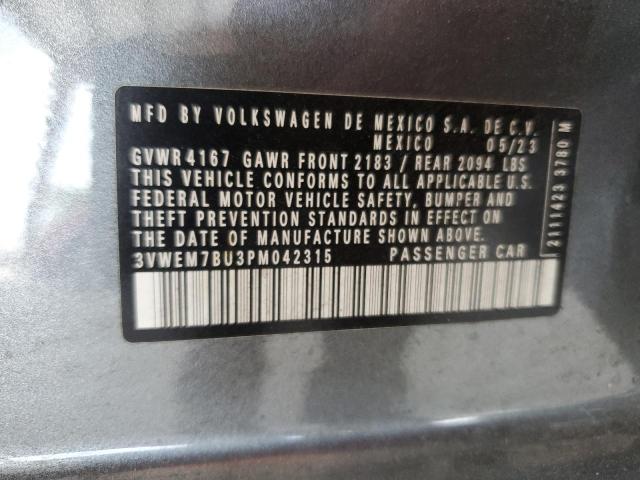 MFD BY VOLKSWAGEN DE MEXICO S.A. DE C.V.
MEXICO 05/23
GVWR 4167 GAWR FRONT 2183 / REAR 2094 LBS
THIS VEHICLE CONFORMS TO ALL APPLICABLE U.S.
FEDERAL MOTOR VEHICLE SAFETY, BUMPER AND
THEFT PREVENTION STANDARDS IN EFFECT ON
THE DATE OF MANUFACTURE SHOWN ABOVE.
3VWEM7BU3PM042315 PASSENGER CAR
2111423 3780 M